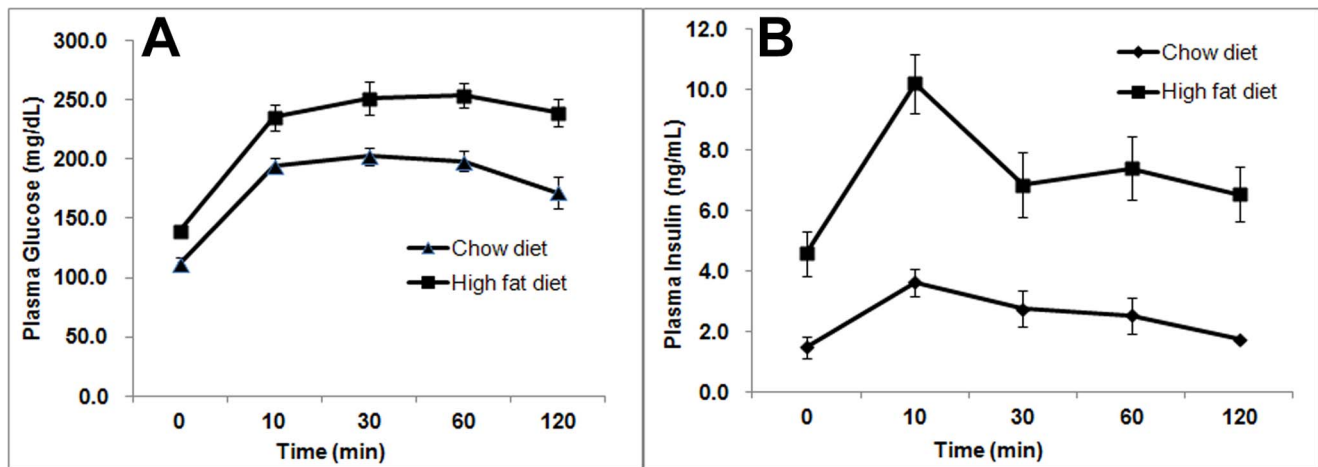 A
Plasma Glucose (mg/dL)
300.0
250.0
200.0
150.0
100.0
50.0
0.0
Chow diet
High fat diet
0 10 30 60 120
Time (min)
B
Plasma Insulin (ng/mL)
12.0
10.0
8.0
6.0
4.0
2.0
0.0
Chow diet
High fat diet
0 10 30 60 120
Time (min)